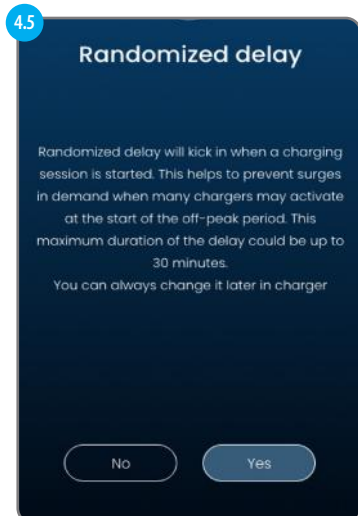 4.5
Randomized delay
Randomized delay will kick in when a charging
session is started. This helps to prevent surges
in demand when many chargers may activate
at the start of the off-peak period. This
maximum duration of the delay could be up to
30 minutes.
You can always change it later in charger
No
Yes